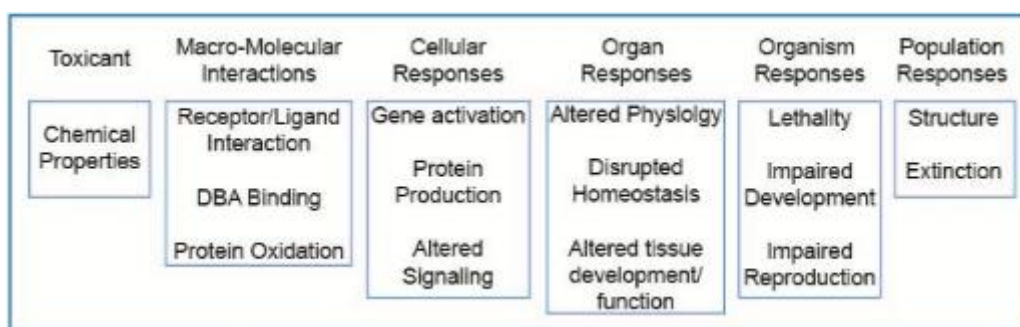 Toxicant
Macro-Molecular
Interactions
Cellular
Responses
Organ
Responses
Organism
Responses
Population
Responses
Chemical
Properties
Receptor/Ligand
Interaction
DBA Binding
Protein Oxidation
Gene activation
Protein
Production
Altered
Signaling
Altered Physiolgy
Disrupted
Homeostasis
Altered tissue
development/
function
Lethality
Impaired
Development
Impaired
Reproduction
Structure
Extinction